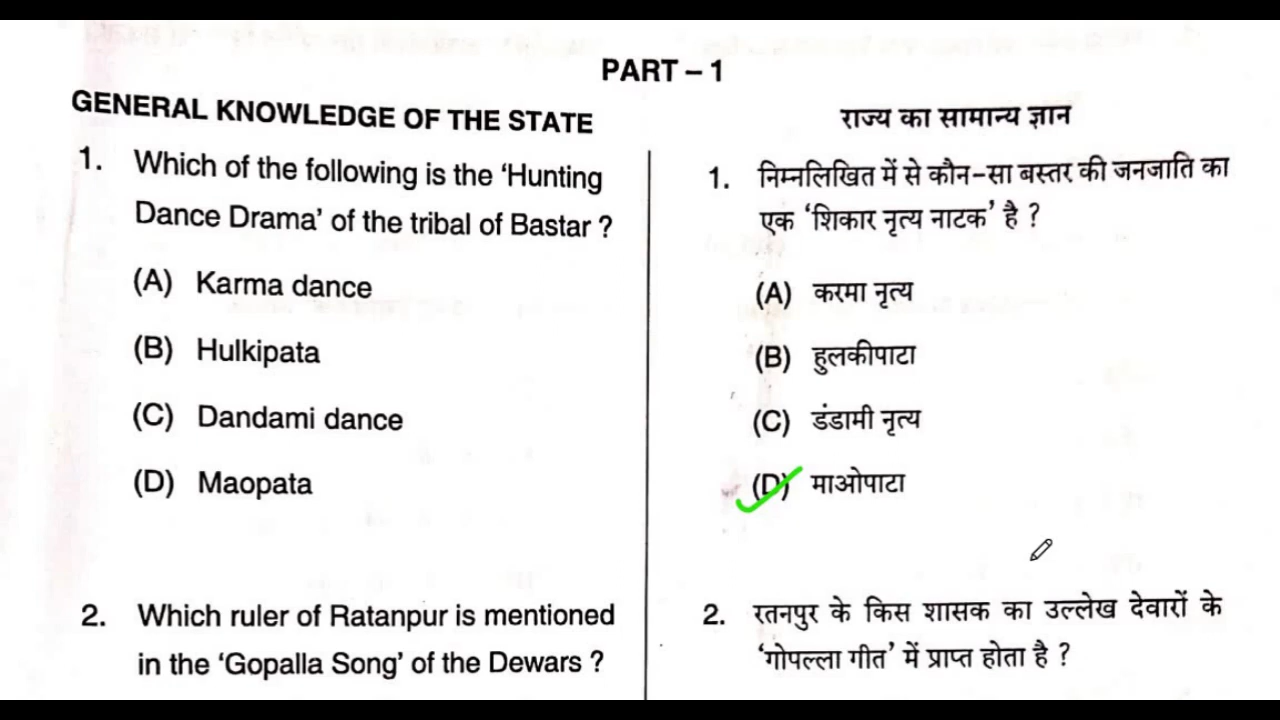 PART – 1
GENERAL KNOWLEDGE OF THE STATE
1. Which of the following is the ‘Hunting
Dance Drama’ of the tribal of Bastar ?
(A) Karma dance
(B) Hulkipata
(C) Dandami dance
(D) Maopata
2. Which ruler of Ratanpur is mentioned
in the ‘Gopalla Song’ of the Dewars ?
राज्य का सामान्य ज्ञान
1. निम्नलिखित में से कौन-सा बस्तर की जनजाति का
एक ‘शिकार नृत्य नाटक’ है ?
(A) करमा नृत्य
(B) हुलकीपाटा
(C) डंडामी नृत्य
(D) माओपाटा
2. रतनपुर के किस शासक का उल्लेख देवारों के
‘गोपल्ला गीत’ में प्राप्त होता है ?